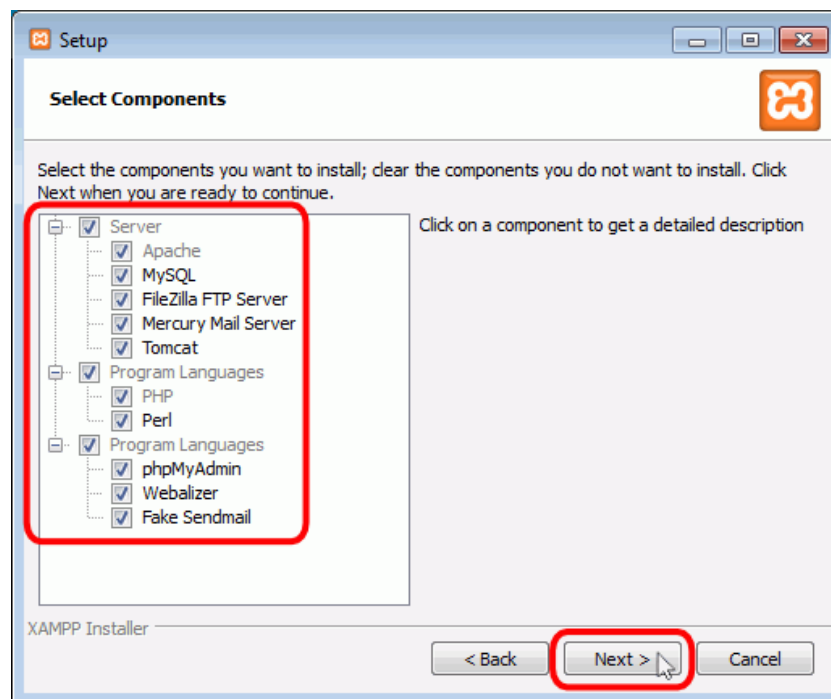 Setup
Select Components
Select the components you want to install; clear the components you do not want to install. Click
Next when you are ready to continue.
Server
Apache
MySQL
FileZilla FTP Server
Mercury Mail Server
Tomcat
Program Languages
PHP
Perl
Program Languages
phpMyAdmin
Webalizer
Fake Sendmail
Click on a component to get a detailed description
XAMPP Installer
< Back
Next >
Cancel